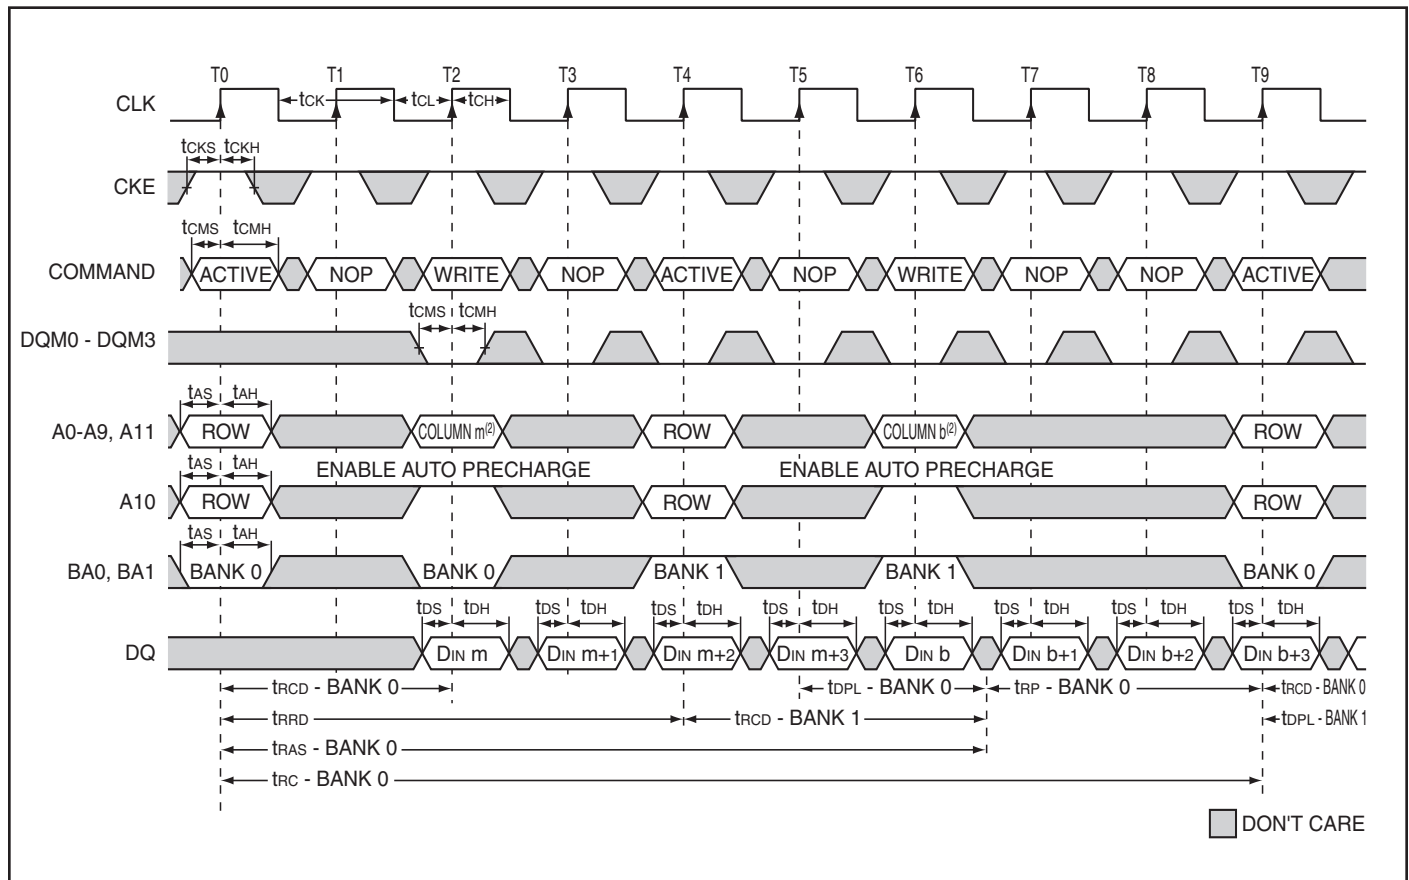 T0 T1 T2 T3 T4 T5 T6 T7 T8 T9
CLK tCK tCL tCH
tCKS tCKH
CKE
tCMS tCMH
COMMAND ACTIVE NOP WRITE NOP ACTIVE NOP WRITE NOP NOP ACTIVE
tCMS tCMH
DQM0 - DQM3
tAS tAH
A0-A9, A11 ROW COLUMN m(2) ROW COLUMN b(2) ROW
tAS tAH ENABLE AUTO PRECHARGE ENABLE AUTO PRECHARGE
A10 ROW ROW ROW
tAS tAH
BA0, BA1 BANK 0 BANK 0 BANK 1 BANK 1 BANK 0
tDS tDH tDS tDH tDS tDH tDS tDH tDS tDH tDS tDH tDS tDH tDS tDH
DQ DIN m DIN m+1 DIN m+2 DIN m+3 DIN b DIN b+1 DIN b+2 DIN b+3
tRCD - BANK 0 tDPL - BANK 0 tRP - BANK 0 tRCD - BANK 0
tRRD tRCD - BANK 1 tDPL - BANK 1
tRAS - BANK 0
tRC - BANK 0
DON'T CARE